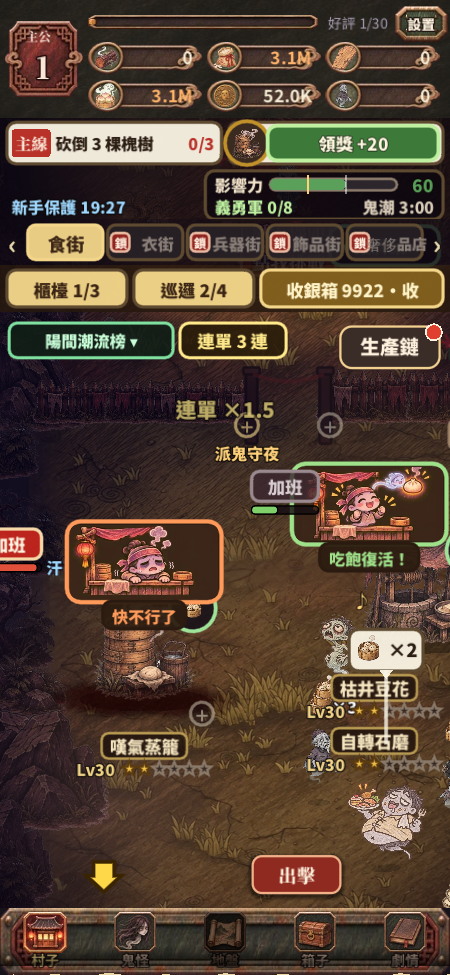 主公
1
好評 1/30
設置
0
3.1M
0
3.1M
52.0K
0
主線 砍倒 3 棵槐樹 0/3
領獎 +20
影響力 60
新手保護 19:27
義勇軍 0/8 鬼潮 3:00
‹ 食街 鎖 衣街 鎖 兵器街 鎖 飾品街 鎖 奢侈品店 ›
櫃檯 1/3
巡邏 2/4
收銀箱 9922・收
陽間潮流榜 ▾
連單 3 連
生產鏈
連單 ×1.5
派鬼守夜
加班
加班
汗
吃飽復活！
快不行了
×2
枯井豆花
Lv30
自轉石磨
Lv30
嘆氣蒸籠
Lv30
出擊
村子
鬼怪
地盤
箱子
劇情